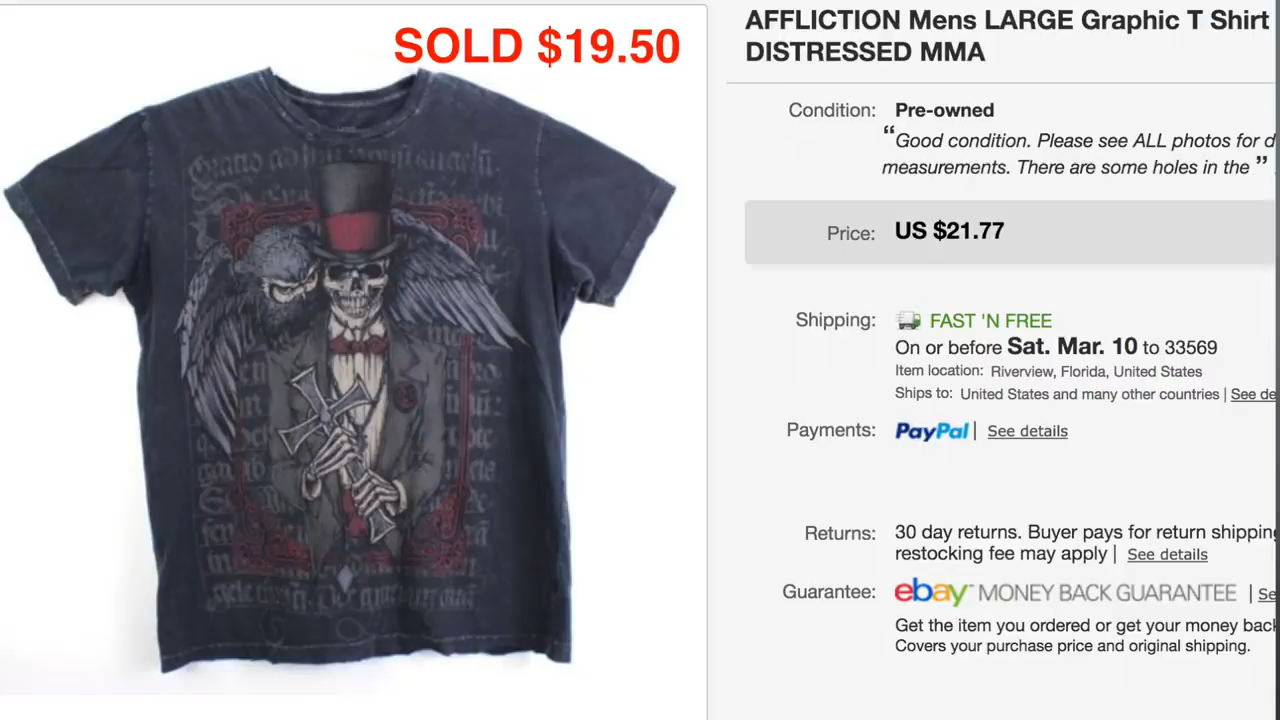 SOLD $19.50
AFFLICTION Mens LARGE Graphic T Shirt
DISTRESSED MMA
Condition: Pre-owned
“Good condition. Please see ALL photos for d
measurements. There are some holes in the ”
Price: US $21.77
Shipping: FAST 'N FREE
On or before Sat. Mar. 10 to 33569
Item location: Riverview, Florida, United States
Ships to: United States and many other countries | See de
Payments: PayPal | See details
Returns: 30 day returns. Buyer pays for return shipping
restocking fee may apply | See details
Guarantee: ebay MONEY BACK GUARANTEE | Se
Get the item you ordered or get your money back
Covers your purchase price and original shipping.